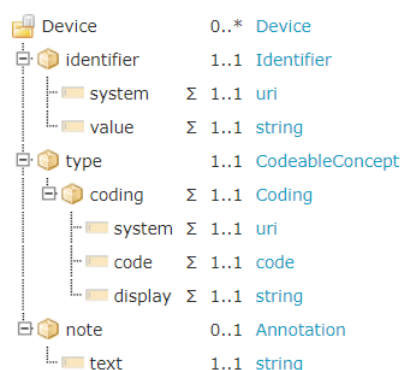 Device 0..* Device
identifier 1..1 Identifier
system Σ 1..1 uri
value Σ 1..1 string
type 1..1 CodeableConcept
coding Σ 1..1 Coding
system Σ 1..1 uri
code Σ 1..1 code
display Σ 1..1 string
note 0..1 Annotation
text 1..1 string